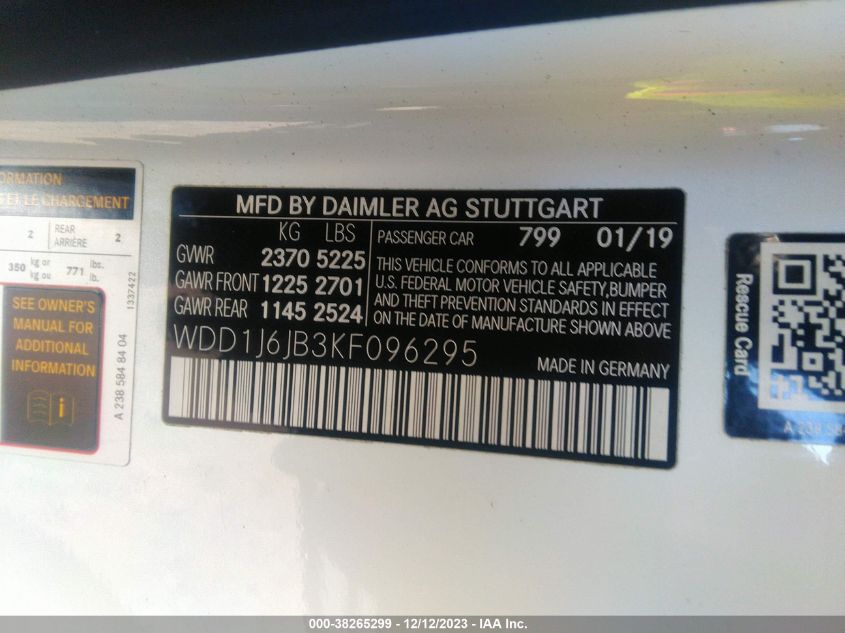 ORMATION
ET LE CHARGEMENT
2 REAR ARRIÈRE 2
350 kg or kg ou 771 lbs. lb.
1337422
SEE OWNER'S
MANUAL FOR
ADDITIONAL
INFORMATION
A 238 584 84 04
MFD BY DAIMLER AG STUTTGART
KG LBS
GWVR 2370 5225
GAWR FRONT 1225 2701
GAWR REAR 1145 2524
PASSENGER CAR 799 01/19
THIS VEHICLE CONFORMS TO ALL APPLICABLE
U.S. FEDERAL MOTOR VEHICLE SAFETY,BUMPER
AND THEFT PREVENTION STANDARDS IN EFFECT
ON THE DATE OF MANUFACTURE SHOWN ABOVE
WDD1J6JB3KF096295
MADE IN GERMANY
Rescue Card
A 238 584
000-38265299 - 12/12/2023 - IAA Inc.